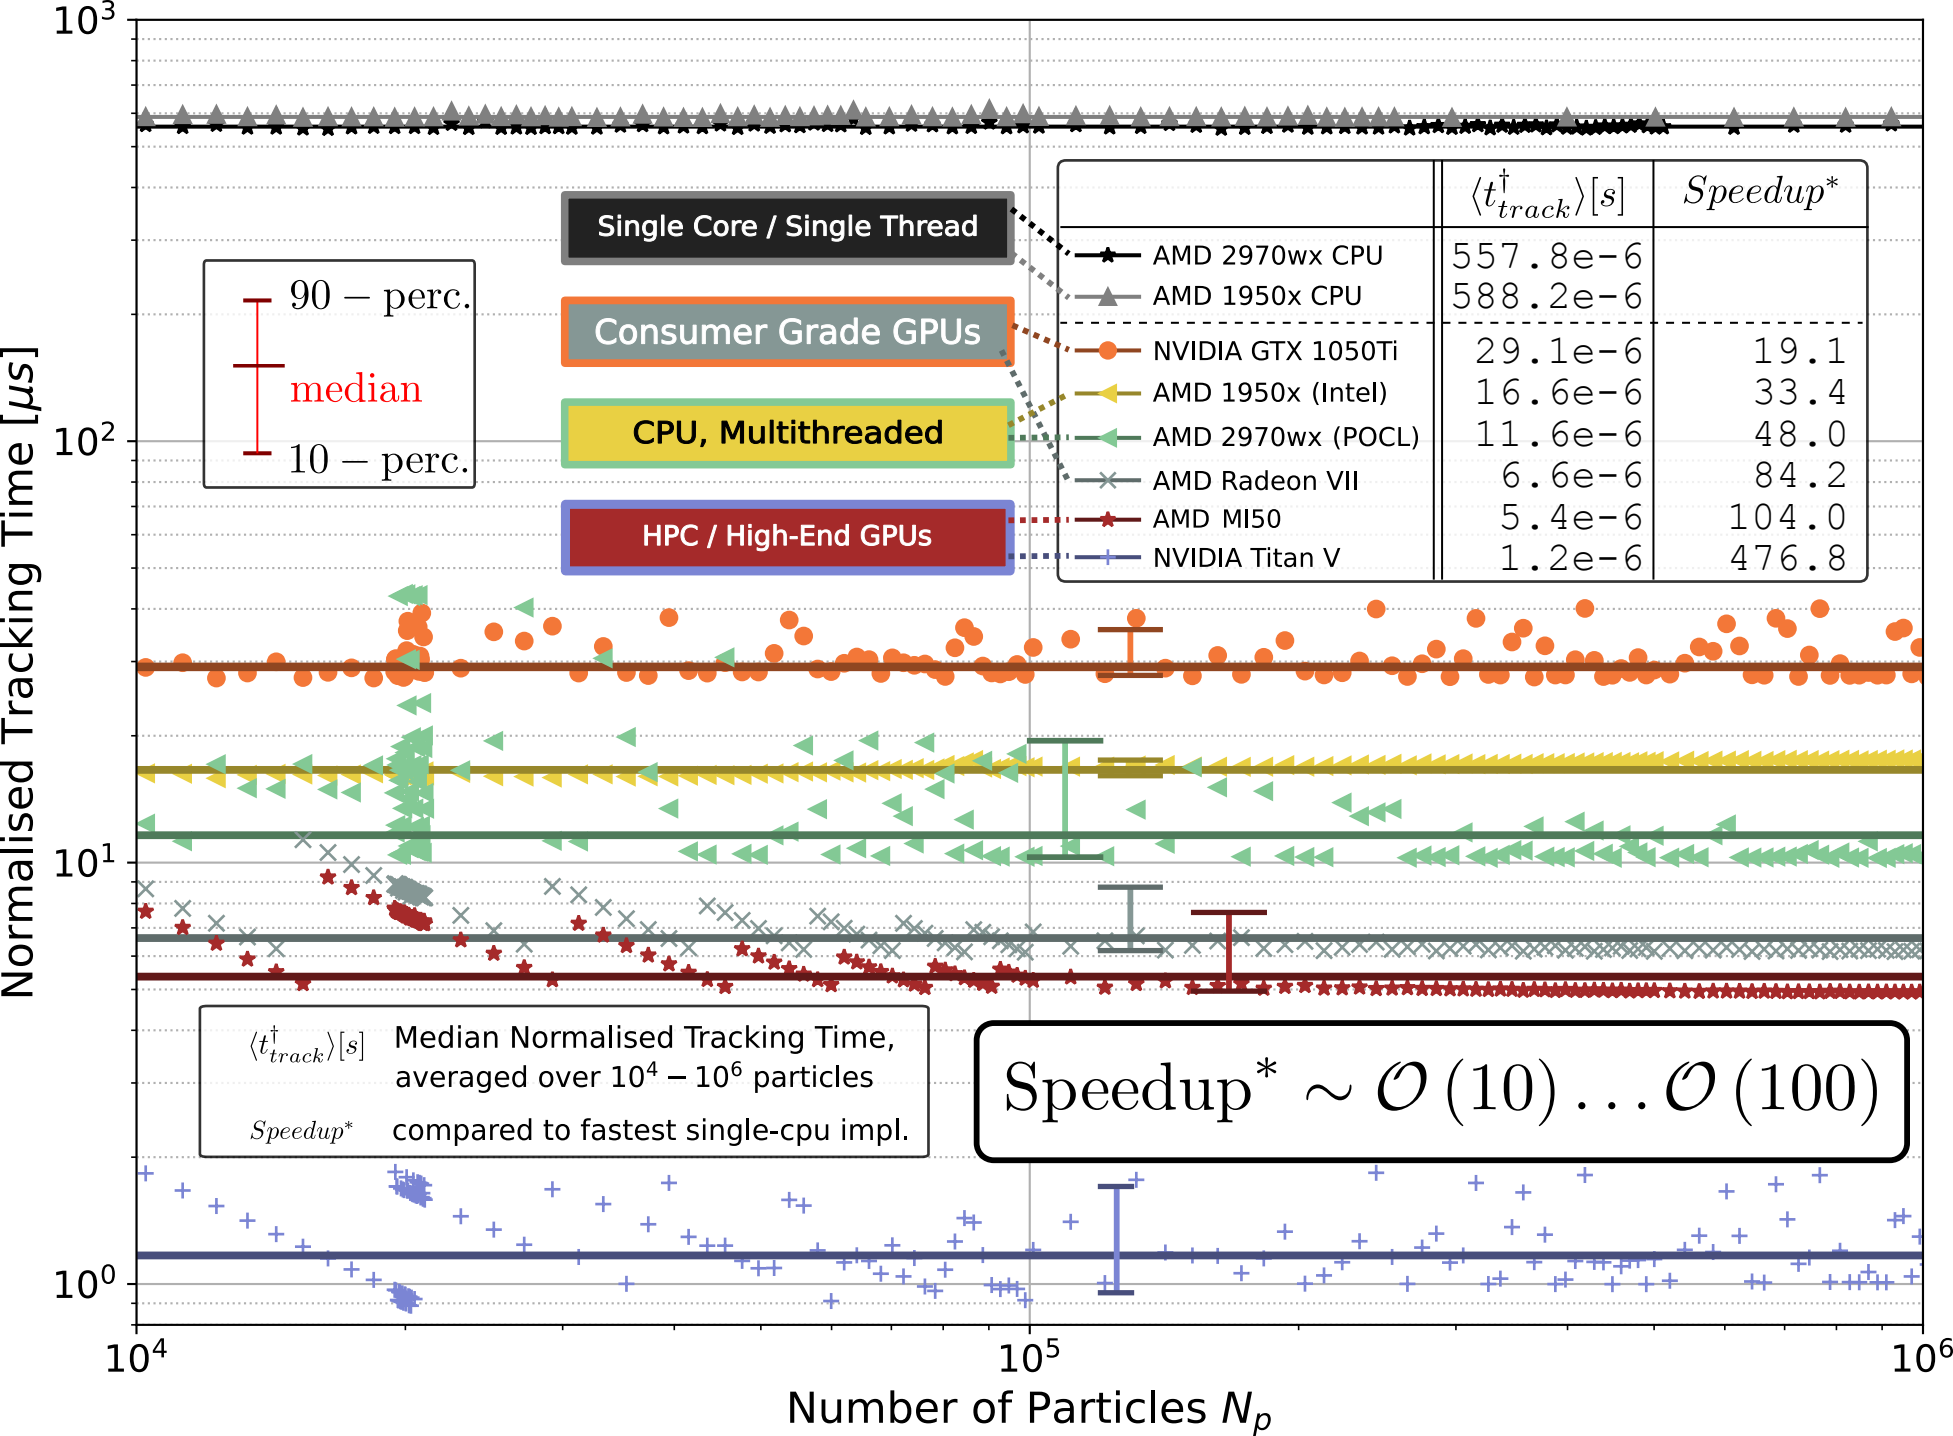 10³
10²
10¹
10⁰
Normalised Tracking Time [μs]
10⁴
10⁵
10⁶
Number of Particles Nₚ
90 – perc.
median
10 – perc.
Single Core / Single Thread
Consumer Grade GPUs
CPU, Multithreaded
HPC / High-End GPUs
⟨t†track⟩[s] Speedup*
AMD 2970wx CPU 557.8e-6
AMD 1950x CPU 588.2e-6
NVIDIA GTX 1050Ti 29.1e-6 19.1
AMD 1950x (Intel) 16.6e-6 33.4
AMD 2970wx (POCL) 11.6e-6 48.0
AMD Radeon VII 6.6e-6 84.2
AMD MI50 5.4e-6 104.0
NVIDIA Titan V 1.2e-6 476.8
⟨t†track⟩[s] Median Normalised Tracking Time,
averaged over 10⁴ – 10⁶ particles
Speedup* compared to fastest single-cpu impl.
Speedup* ∼ 𝒪 (10) … 𝒪 (100)